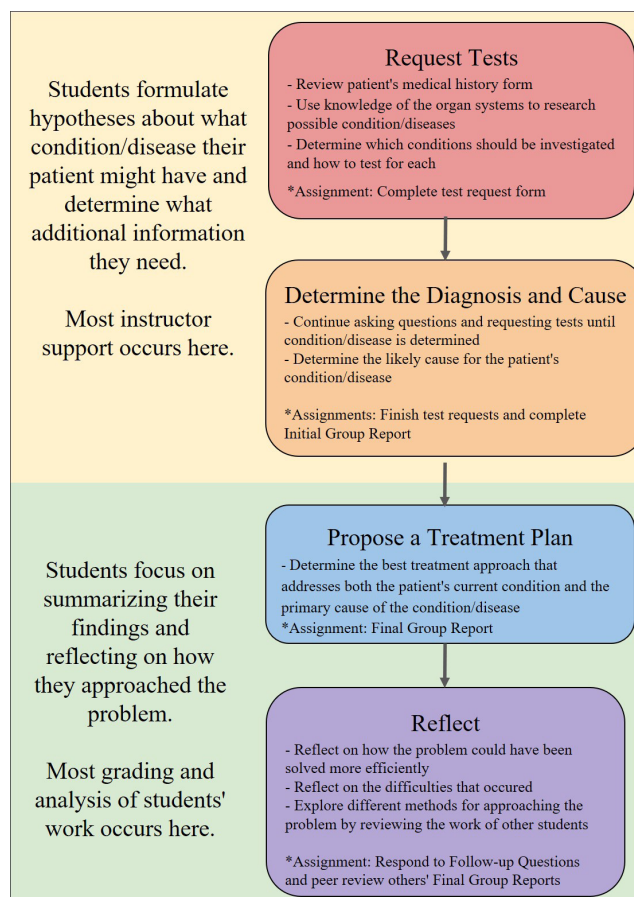 Students formulate
hypotheses about what
condition/disease their
patient might have and
determine what
additional information
they need.
Most instructor
support occurs here.
Request Tests
- Review patient's medical history form
- Use knowledge of the organ systems to research
possible condition/diseases
- Determine which conditions should be investigated
and how to test for each
*Assignment: Complete test request form
Determine the Diagnosis and Cause
- Continue asking questions and requesting tests until
condition/disease is determined
- Determine the likely cause for the patient's
condition/disease
*Assignments: Finish test requests and complete
Initial Group Report
Students focus on
summarizing their
findings and
reflecting on how
they approached the
problem.
Most grading and
analysis of students'
work occurs here.
Propose a Treatment Plan
- Determine the best treatment approach that
addresses both the patient's current condition and the
primary cause of the condition/disease
*Assignment: Final Group Report
Reflect
- Reflect on how the problem could have been
solved more efficiently
- Reflect on the difficulties that occured
- Explore different methods for approaching the
problem by reviewing the work of other students
*Assignment: Respond to Follow-up Questions
and peer review others' Final Group Reports